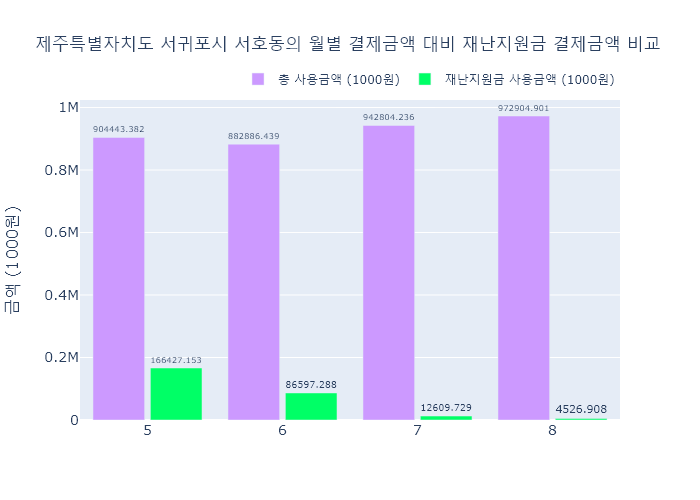 제주특별자치도 서귀포시 서호동의 월별 결제금액 대비 재난지원금 결제금액 비교
총 사용금액 (1000원) 재난지원금 사용금액 (1000원)
금액 (1000원)
1M
0.8M
0.6M
0.4M
0.2M
0
904443.382
166427.153
882886.439
86597.288
942804.236
12609.729
972904.901
4526.908
5 6 7 8